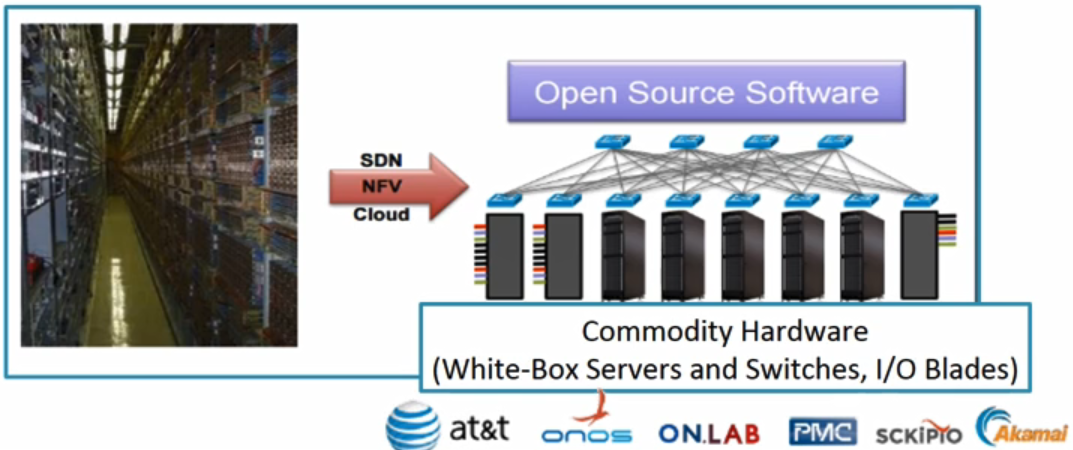 Open Source Software
SDN
NFV
Cloud
Commodity Hardware
(White-Box Servers and Switches, I/O Blades)
at&t onos ON.LAB PMC SCKIPIO Akamai